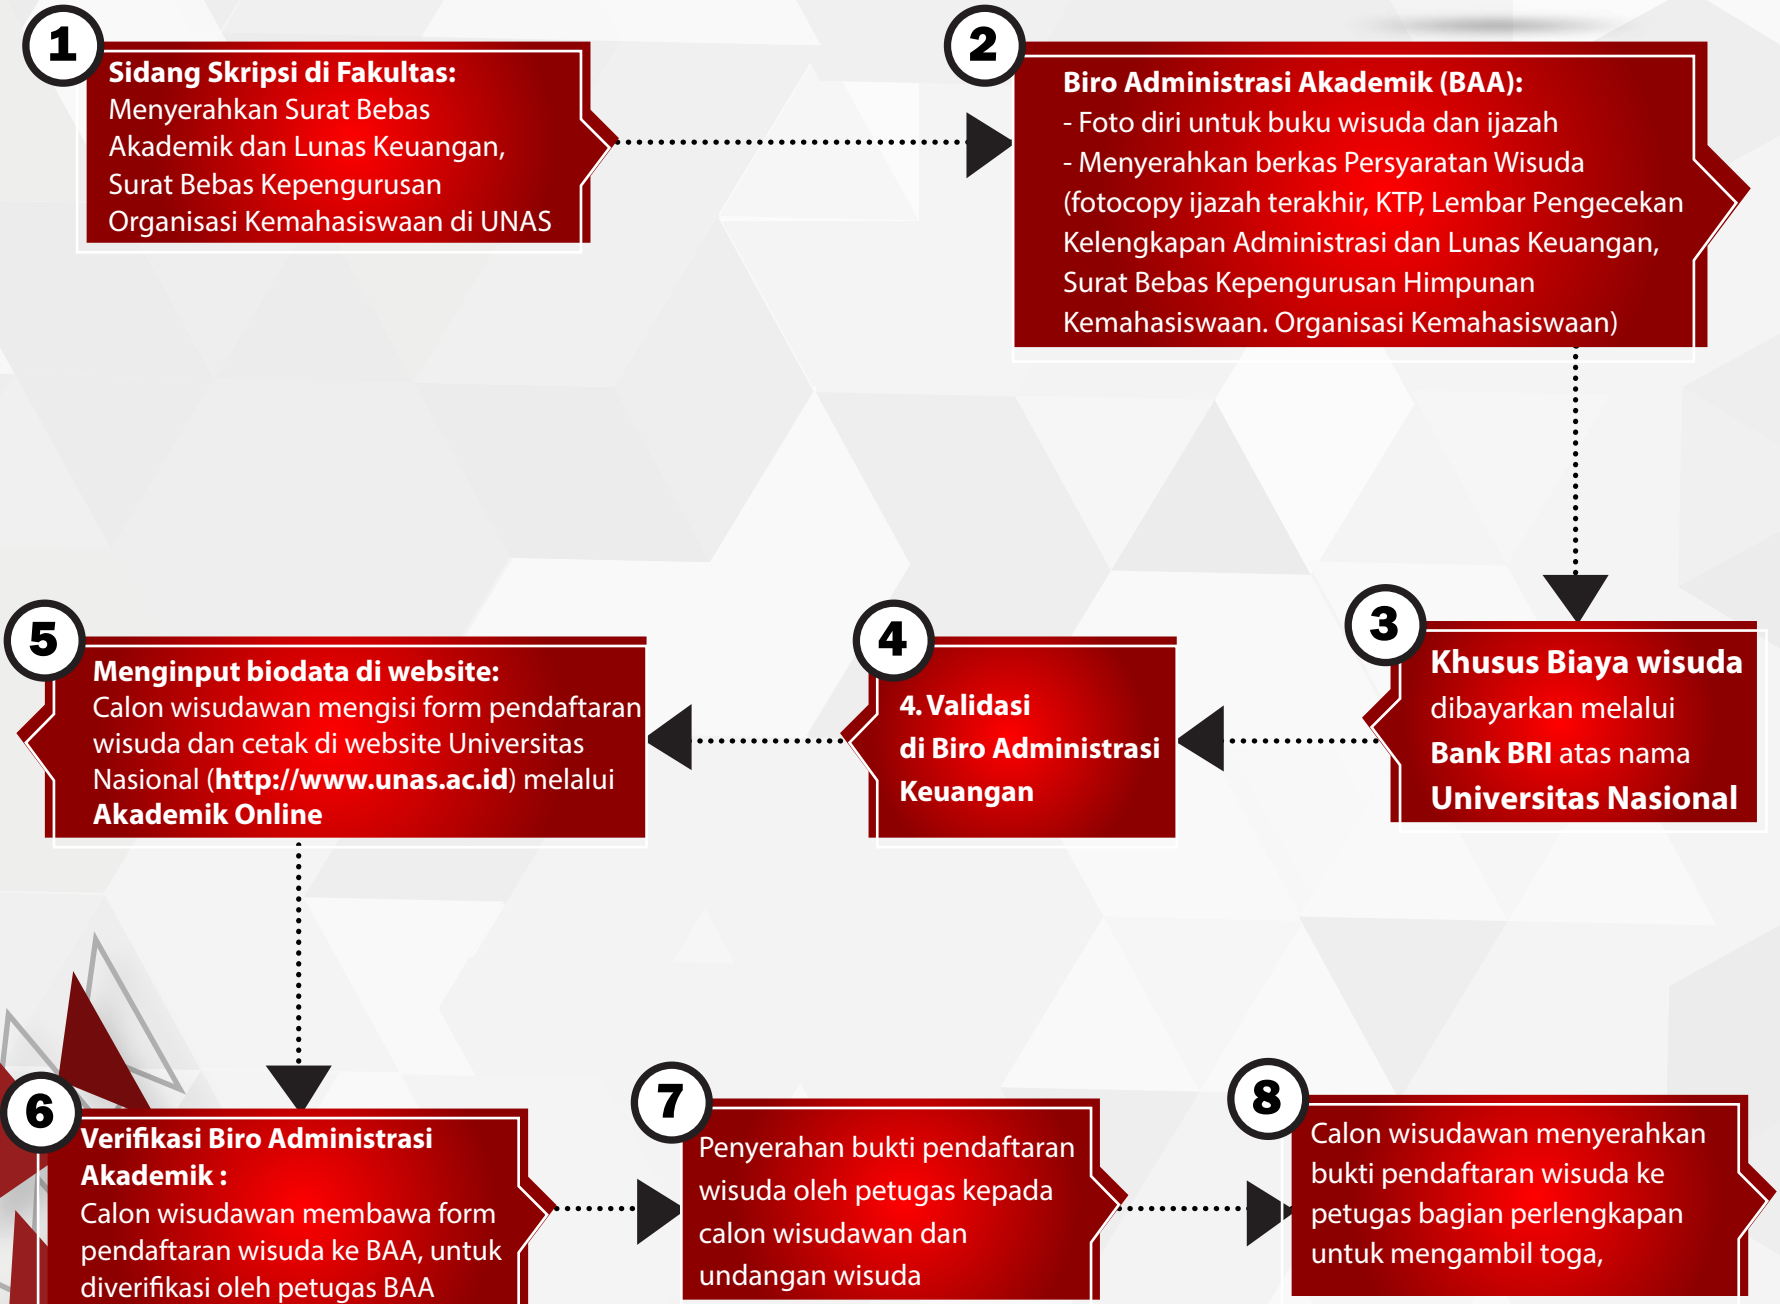 1
Sidang Skripsi di Fakultas:
Menyerahkan Surat Bebas
Akademik dan Lunas Keuangan,
Surat Bebas Kepengurusan
Organisasi Kemahasiswaan di UNAS
2
Biro Administrasi Akademik (BAA):
- Foto diri untuk buku wisuda dan ijazah
- Menyerahkan berkas Persyaratan Wisuda
(fotocopy ijazah terakhir, KTP, Lembar Pengecekan
Kelengkapan Administrasi dan Lunas Keuangan,
Surat Bebas Kepengurusan Himpunan
Kemahasiswaan. Organisasi Kemahasiswaan)
3
Khusus Biaya wisuda
dibayarkan melalui
Bank BRI atas nama
Universitas Nasional
4
4. Validasi
di Biro Administrasi
Keuangan
5
Menginput biodata di website:
Calon wisudawan mengisi form pendaftaran
wisuda dan cetak di website Universitas
Nasional (http://www.unas.ac.id) melalui
Akademik Online
6
Verifikasi Biro Administrasi
Akademik :
Calon wisudawan membawa form
pendaftaran wisuda ke BAA, untuk
diverifikasi oleh petugas BAA
7
Penyerahan bukti pendaftaran
wisuda oleh petugas kepada
calon wisudawan dan
undangan wisuda
8
Calon wisudawan menyerahkan
bukti pendaftaran wisuda ke
petugas bagian perlengkapan
untuk mengambil toga,